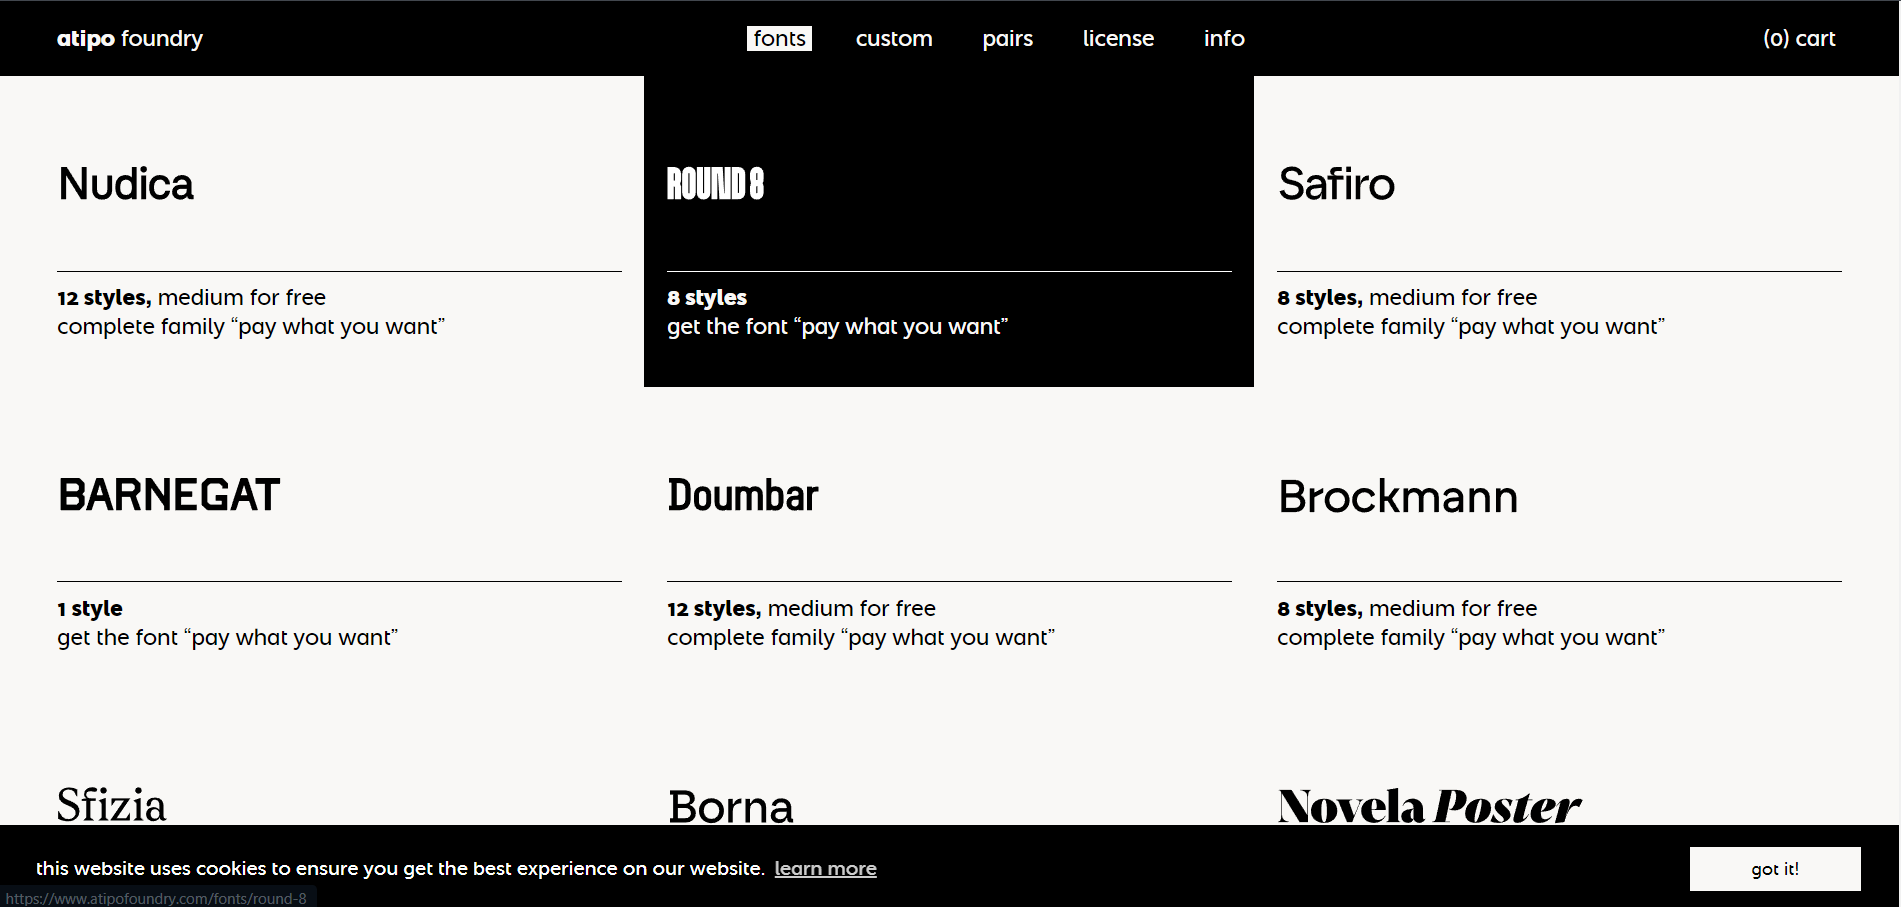 atipo foundry
fonts
custom
pairs
license
info
(0) cart
Nudica
12 styles, medium for free
complete family “pay what you want”
ROUND 8
8 styles
get the font “pay what you want”
Safiro
8 styles, medium for free
complete family “pay what you want”
BARNEGAT
1 style
get the font “pay what you want”
Doumbar
12 styles, medium for free
complete family “pay what you want”
Brockmann
8 styles, medium for free
complete family “pay what you want”
Sfizia
Borna
Novela Poster
this website uses cookies to ensure you get the best experience on our website. learn more
got it!
https://www.atipofoundry.com/fonts/round-8